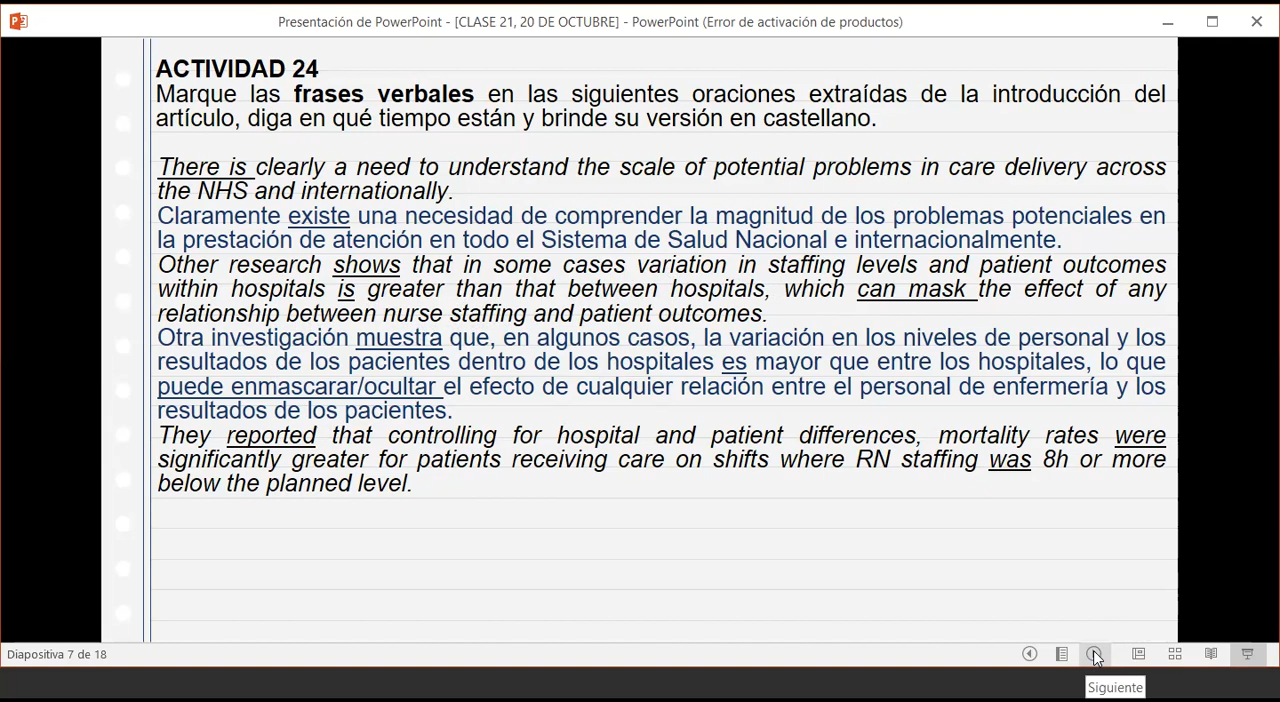 Presentación de PowerPoint - [CLASE 21, 20 DE OCTUBRE] - PowerPoint (Error de activación de productos)
ACTIVIDAD 24
Marque las frases verbales en las siguientes oraciones extraídas de la introducción del
artículo, diga en qué tiempo están y brinde su versión en castellano.
There is clearly a need to understand the scale of potential problems in care delivery across
the NHS and internationally.
Claramente existe una necesidad de comprender la magnitud de los problemas potenciales en
la prestación de atención en todo el Sistema de Salud Nacional e internacionalmente.
Other research shows that in some cases variation in staffing levels and patient outcomes
within hospitals is greater than that between hospitals, which can mask the effect of any
relationship between nurse staffing and patient outcomes.
Otra investigación muestra que, en algunos casos, la variación en los niveles de personal y los
resultados de los pacientes dentro de los hospitales es mayor que entre los hospitales, lo que
puede enmascarar/ocultar el efecto de cualquier relación entre el personal de enfermería y los
resultados de los pacientes.
They reported that controlling for hospital and patient differences, mortality rates were
significantly greater for patients receiving care on shifts where RN staffing was 8h or more
below the planned level.
Diapositiva 7 de 18
Siguiente